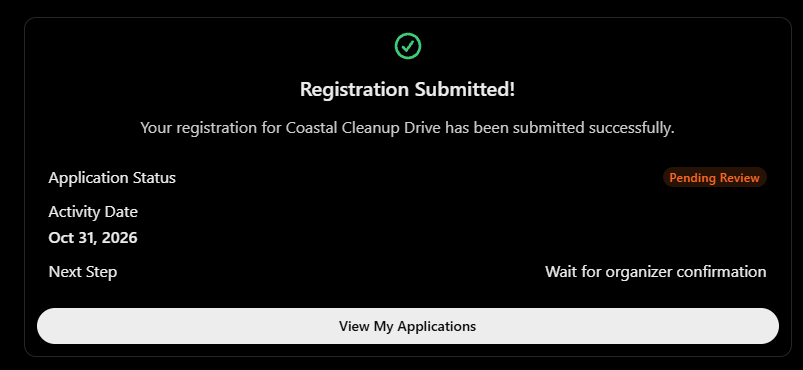 Registration Submitted!
Your registration for Coastal Cleanup Drive has been submitted successfully.
Application Status Pending Review
Activity Date
Oct 31, 2026
Next Step Wait for organizer confirmation
View My Applications